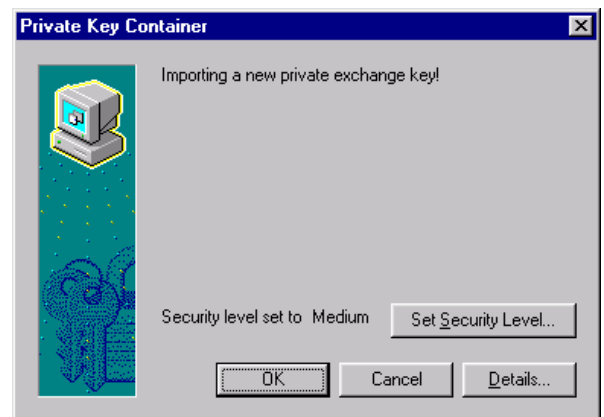 Private Key Container
Importing a new private exchange key!
Security level set to Medium
Set Security Level...
OK
Cancel
Details...